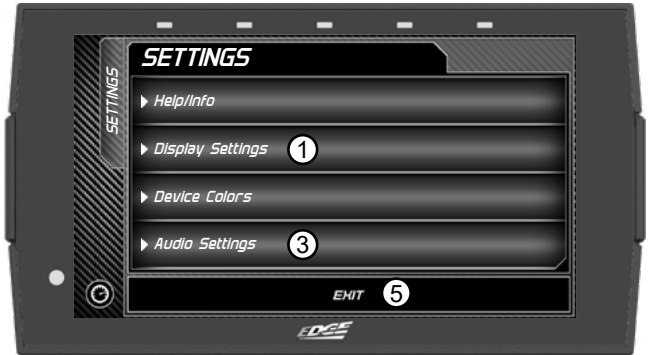 SETTINGS
SETTINGS
Help/Info
Display Settings 1
Device Colors
Audio Settings 3
EXIT 5
EDGE